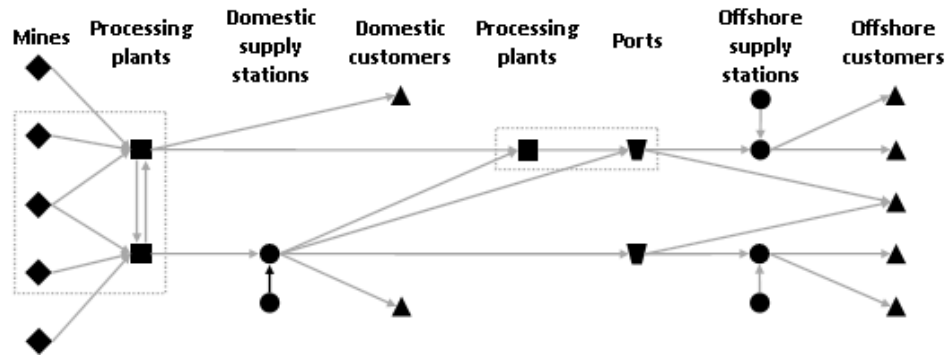 Mines
Processing
plants
Domestic
supply
stations
Domestic
customers
Processing
plants
Ports
Offshore
supply
stations
Offshore
customers